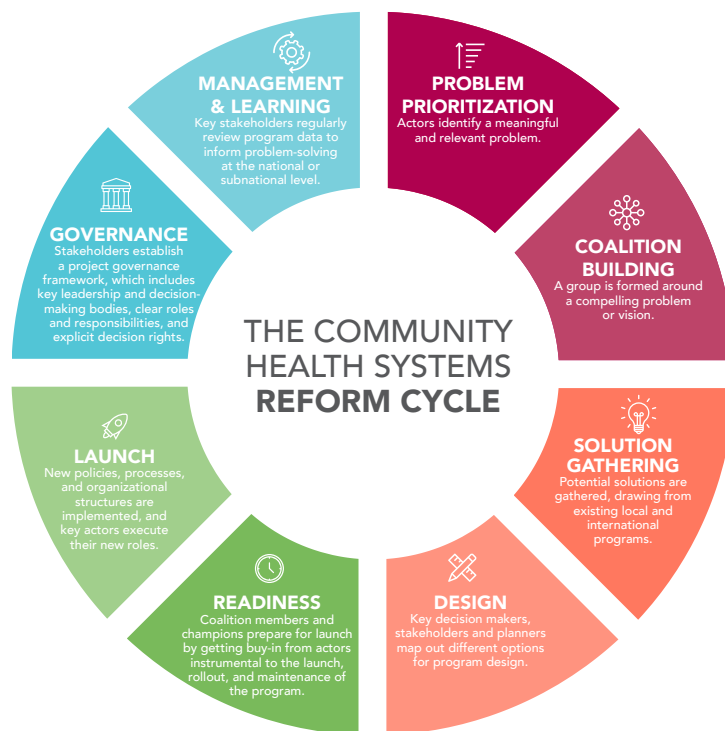 THE COMMUNITY
HEALTH SYSTEMS
REFORM CYCLE
PROBLEM
PRIORITIZATION
Actors identify a meaningful
and relevant problem.
COALITION
BUILDING
A group is formed around
a compelling problem
or vision.
SOLUTION
GATHERING
Potential solutions are
gathered, drawing from
existing local and
international
programs.
DESIGN
Key decision makers,
stakeholders and planners
map out different options
for program design.
READINESS
Coalition members and
champions prepare for launch
by getting buy-in from actors
instrumental to the launch,
rollout, and maintenance of
the program.
LAUNCH
New policies, processes,
and organizational
structures are
implemented, and
key actors execute
their new roles.
GOVERNANCE
Stakeholders establish
a project governance
framework, which includes
key leadership and decision-
making bodies, clear roles
and responsibilities, and
explicit decision rights.
MANAGEMENT
& LEARNING
Key stakeholders regularly
review program data to
inform problem-solving
at the national or
subnational level.